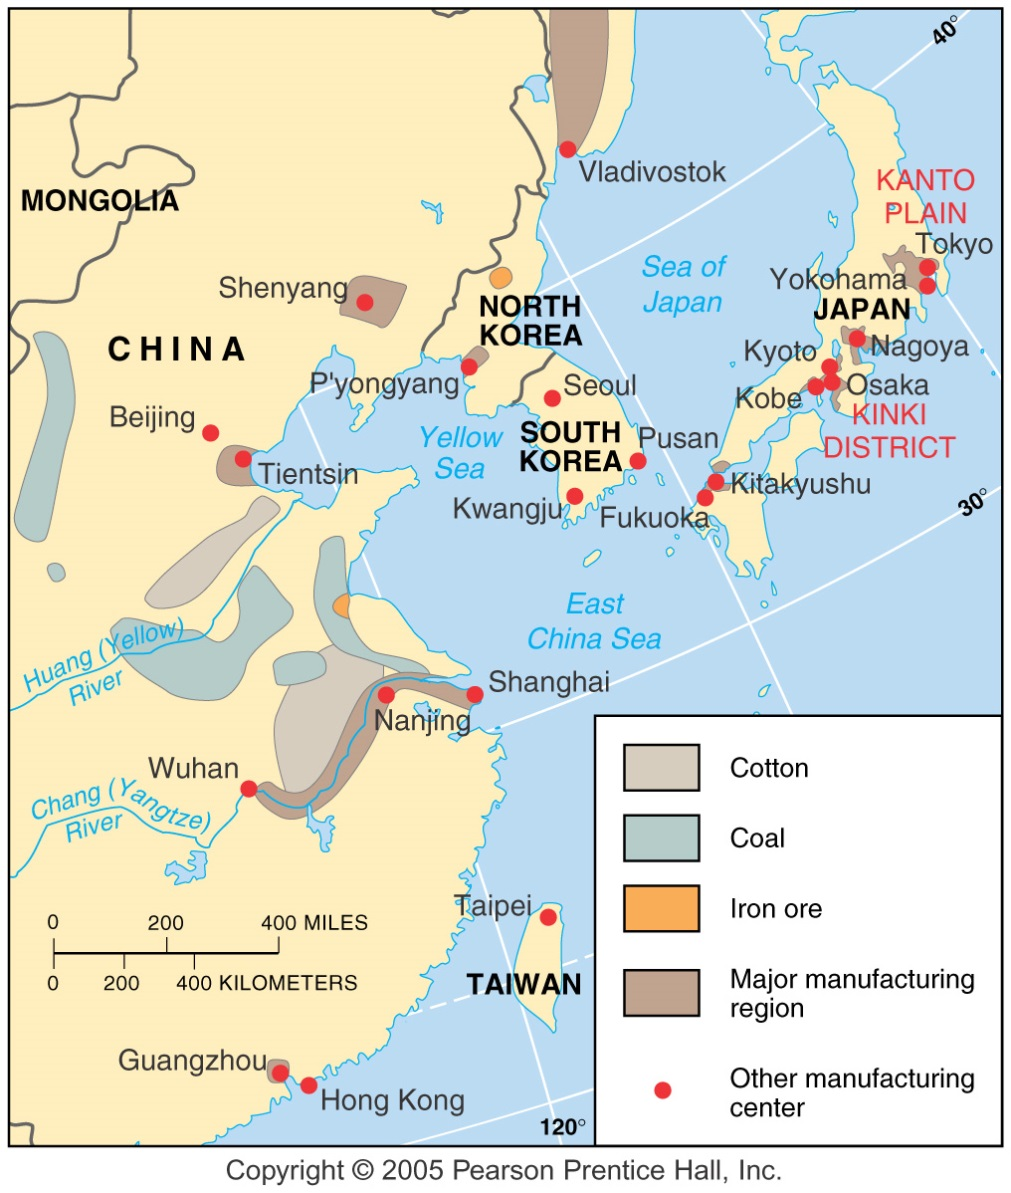 40°
Vladivostok
MONGOLIA
KANTO
PLAIN
Tokyo
Sea of
Japan
Yokohama
Shenyang
NORTH
KOREA
JAPAN
CHINA
Kyoto
Nagoya
P'yongyang
Seoul
Kobe
Osaka
Beijing
KINKI
DISTRICT
Yellow
Sea
SOUTH
KOREA
Pusan
Tientsin
Kitakyushu
Kwangju
Fukuoka
30°
East
China Sea
Huang (Yellow)
River
Shanghai
Nanjing
Wuhan
Chang (Yangtze)
River
Cotton
Coal
Taipei
0 200 400 MILES
0 200 400 KILOMETERS
Iron ore
TAIWAN
Major manufacturing
region
Guangzhou
Hong Kong
Other manufacturing
center
120°
Copyright © 2005 Pearson Prentice Hall, Inc.